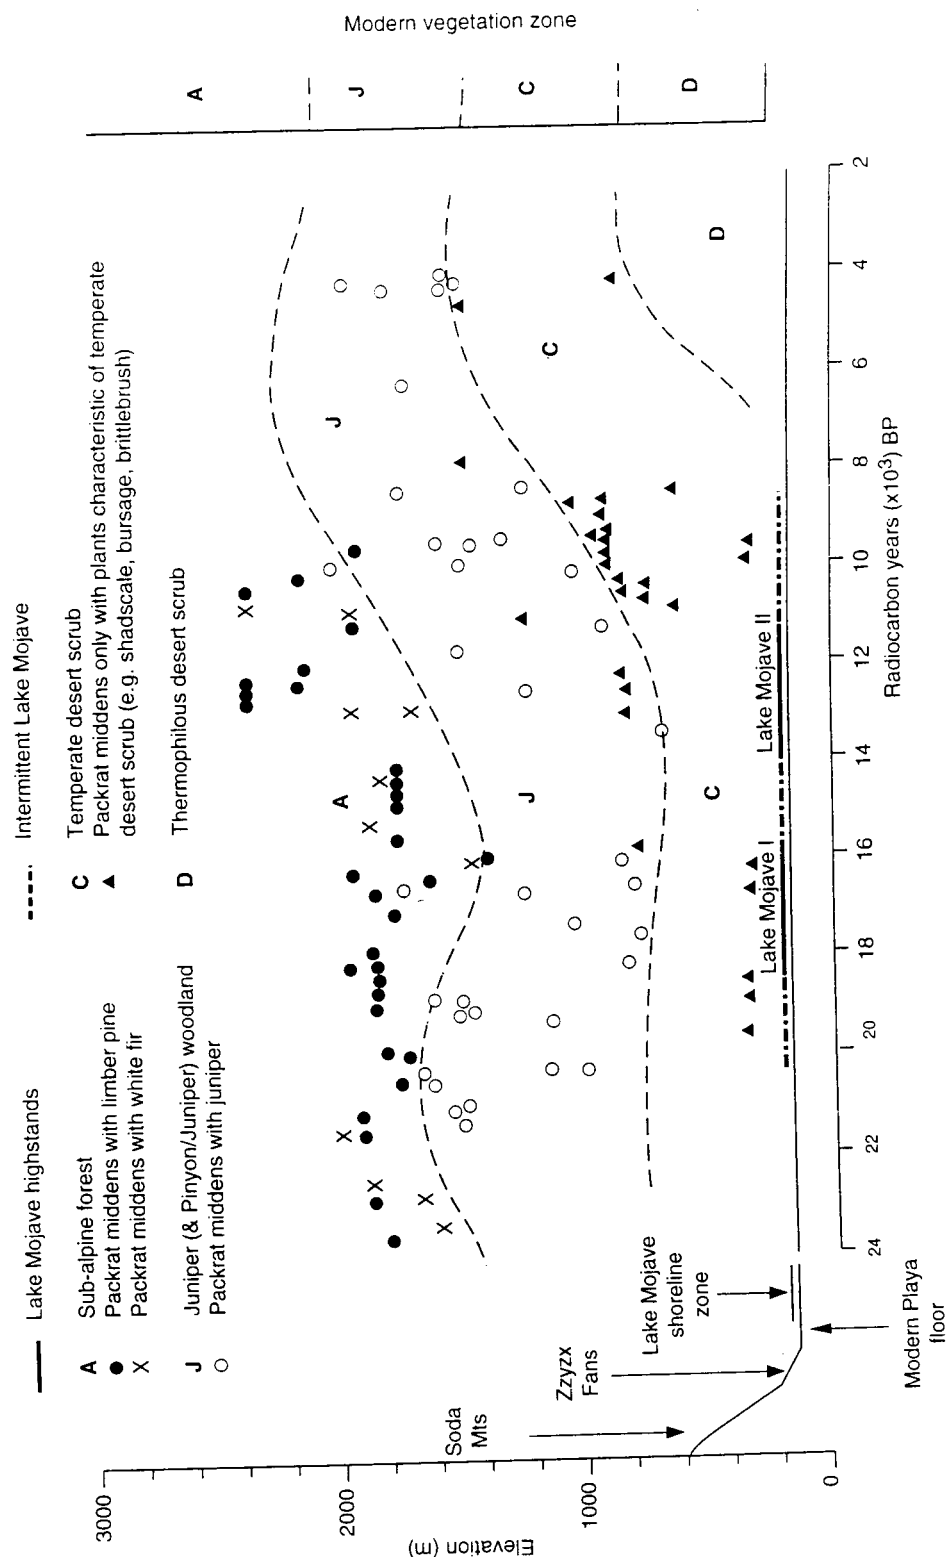 Lake Mojave highstands
Intermittent Lake Mojave
A Sub-alpine forest
Packrat middens with limber pine
X Packrat middens with white fir
J Juniper (& Pinyon/Juniper) woodland
Packrat middens with juniper
C Temperate desert scrub
Packrat middens only with plants characteristic of temperate
desert scrub (e.g. shadscale, bursage, brittlebrush)
D Thermophilous desert scrub
Modern vegetation zone
A
J
C
D
Elevation (m)
3000
2000
1000
0
Soda
Mts
Zzyzx
Fans
Lake Mojave
shoreline
zone
Modern Playa
floor
A
J
J
C
C
D
Lake Mojave I
Lake Mojave II
24
22
20
18
16
14
12
10
8
6
4
2
Radiocarbon years (x10³) BP